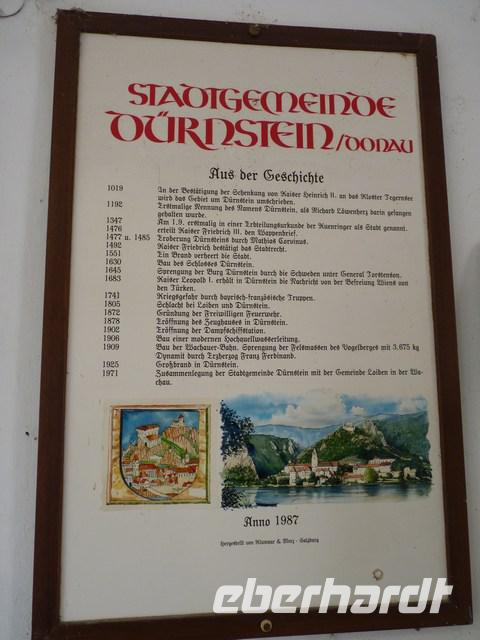 STADTGEMEINDE
DÜRNSTEIN/DONAU
Aus der Geschichte
1019 In der Bestätigung der Schenkung von Kaiser Heinrich II. an das Kloster Tegernsee
wird das Gebiet um Dürnstein umschrieben.
1192 Erstmalige Nennung des Namens Dürnstein, als Richard Löwenherz darin gefangen
gehalten wurde.
1347 Am 1.9. erstmalig in einer Erbteilungsurkunde der Kuenringer als Stadt genannt.
1476 erteilt Kaiser Friedrich III. den Wappenbrief.
1477 u. 1485 Eroberung Dürnsteins durch Mathias Corvinus.
1492 Kaiser Friedrich bestätigt das Stadtrecht.
1551 Ein Brand verheert die Stadt.
1630 Bau des Schlosses Dürnstein.
1645 Sprengung der Burg Dürnstein durch die Schweden unter General Torstenson.
1683 Kaiser Leopold I. erhält in Dürnstein die Nachricht von der Befreiung Wiens von
den Türken.
1741 Kriegsgefahr durch bayrisch-französische Truppen.
1805 Schlacht bei Loiben und Dürnstein.
1872 Gründung der Freiwilligen Feuerwehr.
1878 Eröffnung des Zeughauses in Dürnstein.
1902 Eröffnung der Dampfschiffstation.
1906 Bau einer modernen Hochquellwasserleitung.
1909 Bau der Wachauer-Bahn. Sprengung der Felsmassen des Vogelberges mit 3.675 kg
Dynamit durch Erzherzog Franz Ferdinand.
1925 Großbrand in Dürnstein.
1971 Zusammenlegung der Stadtgemeinde Dürnstein mit der Gemeinde Loiben in der Wa-
chau.
Anno 1987
Hergestellt von Klammer & Merz - Salzburg
eberhardt